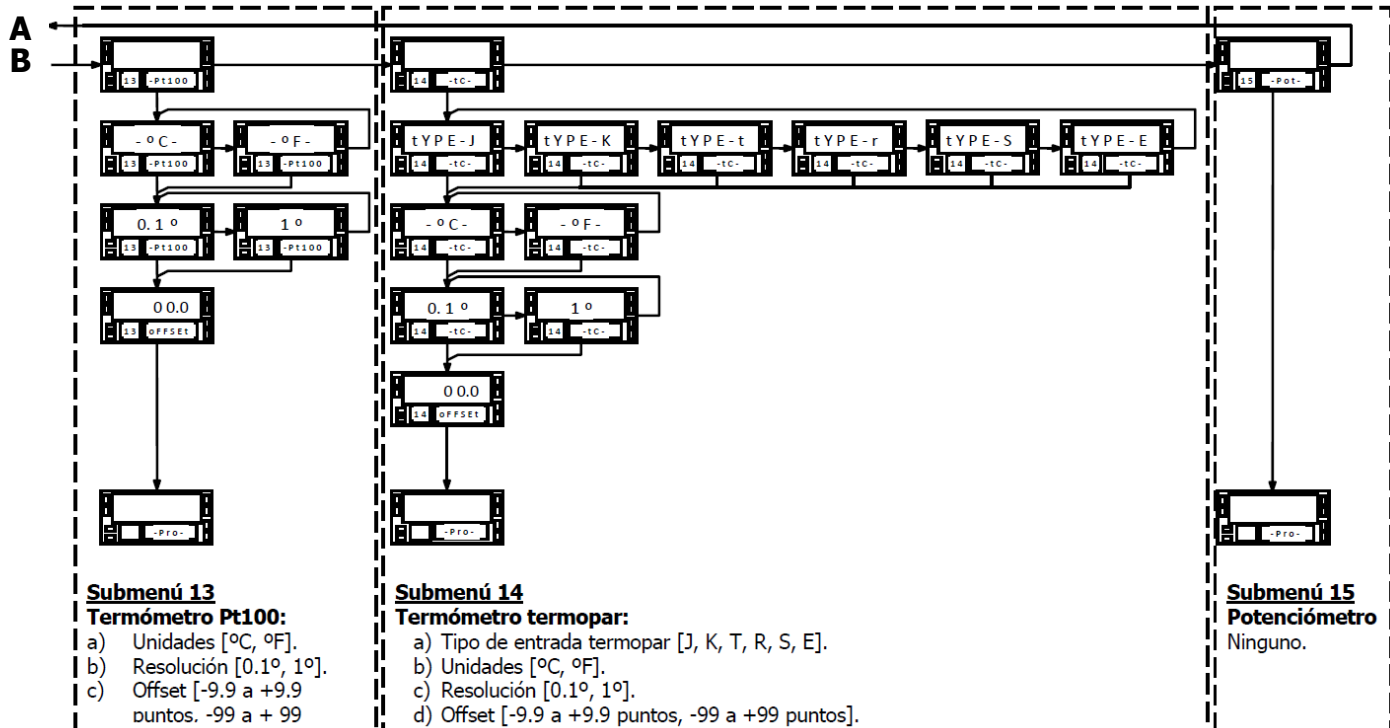 A
B
13 -Pt100
14 -tC-
15 -Pot-
-ºC-
13 -Pt100
-ºF-
13 -Pt100
tYPE-J
14 -tC-
tYPE-K
14 -tC-
tYPE-t
14 -tC-
tYPE-r
14 -tC-
tYPE-S
14 -tC-
tYPE-E
14 -tC-
0.1º
13 -Pt100
1º
13 -Pt100
-ºC-
14 -tC-
-ºF-
14 -tC-
00.0
13 oFFSEt
0.1º
14 -tC-
1º
14 -tC-
00.0
14 oFFSEt
-Pro-
-Pro-
-Pro-
Submenú 13
Termómetro Pt100:
a) Unidades [ºC, ºF].
b) Resolución [0.1º, 1º].
c) Offset [-9.9 a +9.9
puntos, -99 a + 99
Submenú 14
Termómetro termopar:
a) Tipo de entrada termopar [J, K, T, R, S, E].
b) Unidades [ºC, ºF].
c) Resolución [0.1º, 1º].
d) Offset [-9.9 a +9.9 puntos, -99 a +99 puntos].
Submenú 15
Potenciómetro
Ninguno.